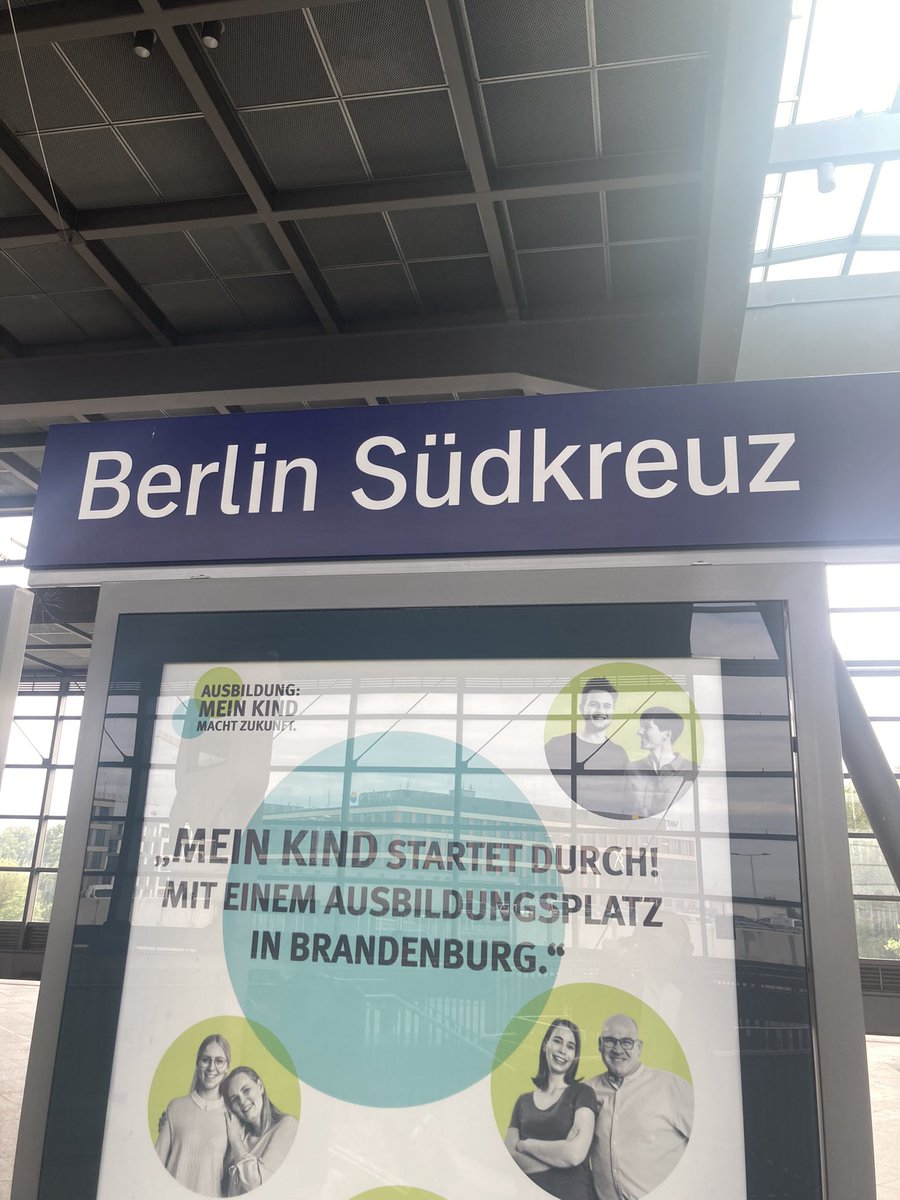 Berlin Südkreuz
AUSBILDUNG:
MEIN KIND
MACHT ZUKUNFT.
„MEIN KIND STARTET DURCH!
MIT EINEM AUSBILDUNGSPLATZ
IN BRANDENBURG.“